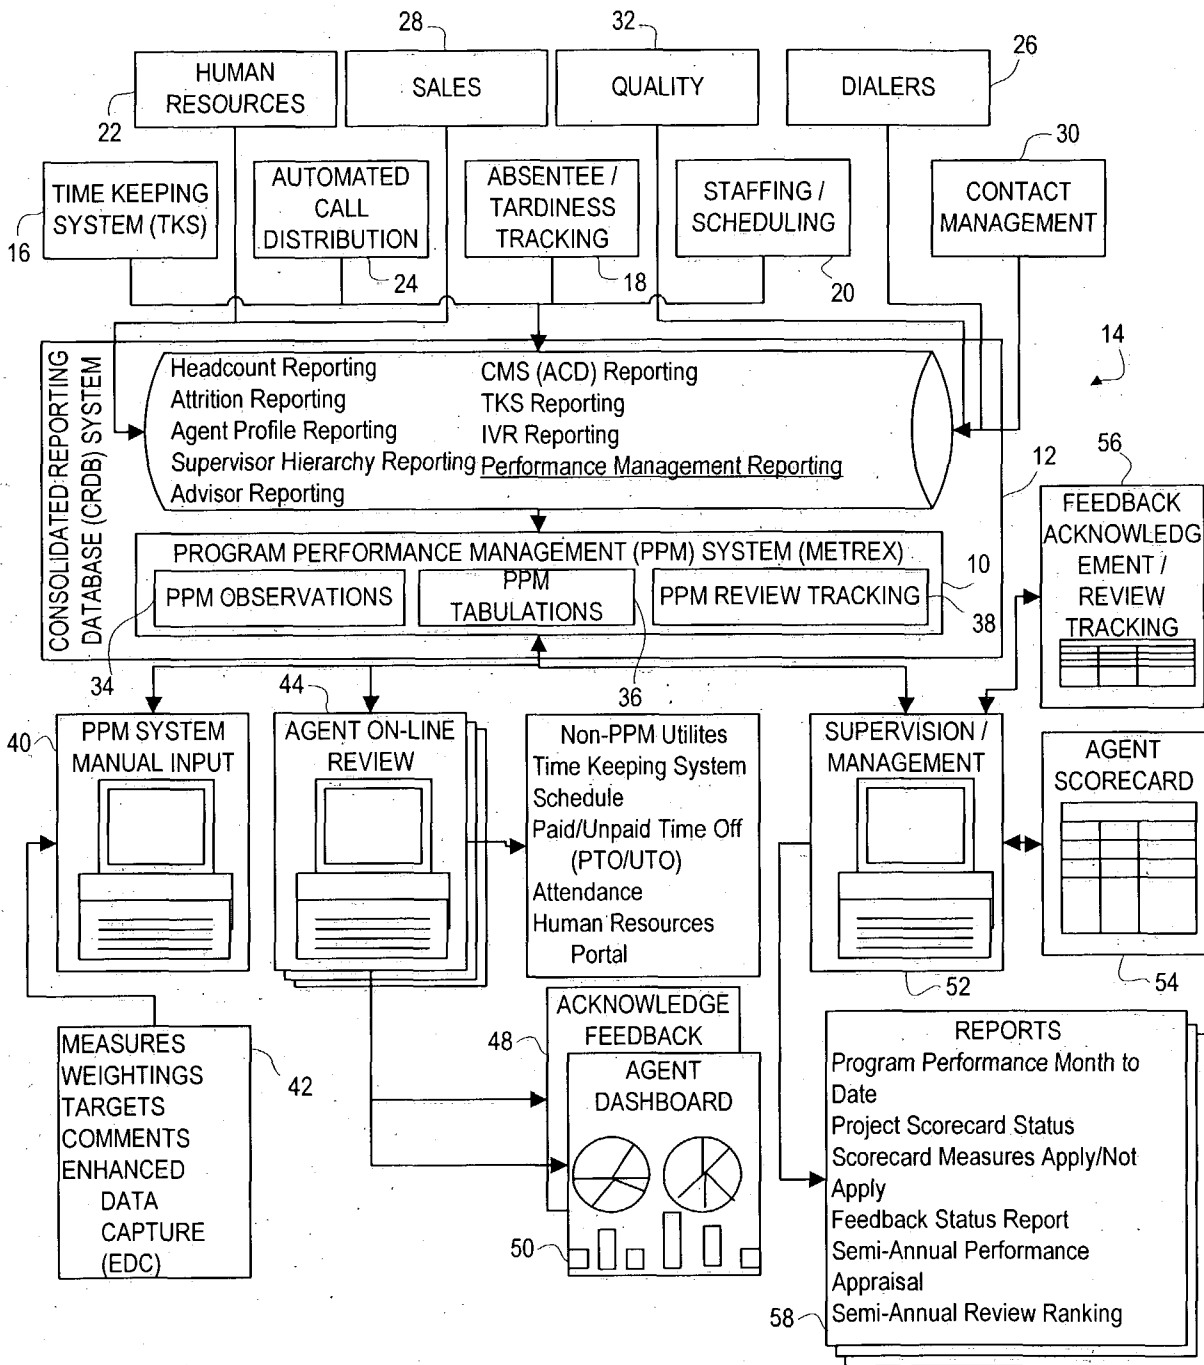 28
32
26
HUMAN
RESOURCES
SALES
QUALITY
DIALERS
22
30
TIME KEEPING
SYSTEM (TKS)
AUTOMATED
CALL
DISTRIBUTION
ABSENTEE /
TARDINESS
TRACKING
STAFFING /
SCHEDULING
CONTACT
MANAGEMENT
16
24
18
20
14
CONSOLIDATED REPORTING
DATABASE (CRDB) SYSTEM
Headcount Reporting
Attrition Reporting
Agent Profile Reporting
Supervisor Hierarchy Reporting
Advisor Reporting
CMS (ACD) Reporting
TKS Reporting
IVR Reporting
Performance Management Reporting
12
PROGRAM PERFORMANCE MANAGEMENT (PPM) SYSTEM (METREX)
10
PPM OBSERVATIONS
PPM
TABULATIONS
PPM REVIEW TRACKING
38
34
36
56
FEEDBACK
ACKNOWLEDG
EMENT /
REVIEW
TRACKING
40
PPM SYSTEM
MANUAL INPUT
44
AGENT ON-LINE
REVIEW
Non-PPM Utilites
Time Keeping System
Schedule
Paid/Unpaid Time Off
(PTO/UTO)
Attendance
Human Resources
Portal
SUPERVISION /
MANAGEMENT
52
AGENT
SCORECARD
54
MEASURES
WEIGHTINGS
TARGETS
COMMENTS
ENHANCED
DATA
CAPTURE
(EDC)
42
48
ACKNOWLEDGE
FEEDBACK
AGENT
DASHBOARD
50
REPORTS
Program Performance Month to
Date
Project Scorecard Status
Scorecard Measures Apply/Not
Apply
Feedback Status Report
Semi-Annual Performance
Appraisal
Semi-Annual Review Ranking
58